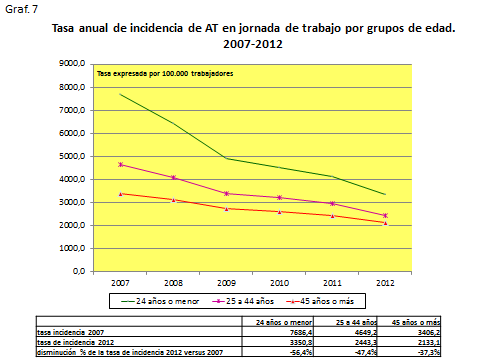 Graf. 7
Tasa anual de incidencia de AT en jornada de trabajo por grupos de edad.
2007-2012
Tasa expresada por 100.000 trabajadores
9000,0
8000,0
7000,0
6000,0
5000,0
4000,0
3000,0
2000,0
1000,0
0,0
2007 2008 2009 2010 2011 2012
24 años o menor 25 a 44 años 45 años o más
24 años o menor 25 a 44 años 45 años o más
tasa incidencia 2007 7686,4 4649,2 3406,2
tasa de incidencia 2012 3350,8 2443,3 2133,1
disminución % de la tasa de incidencia 2012 versus 2007 -56,4% -47,4% -37,3%